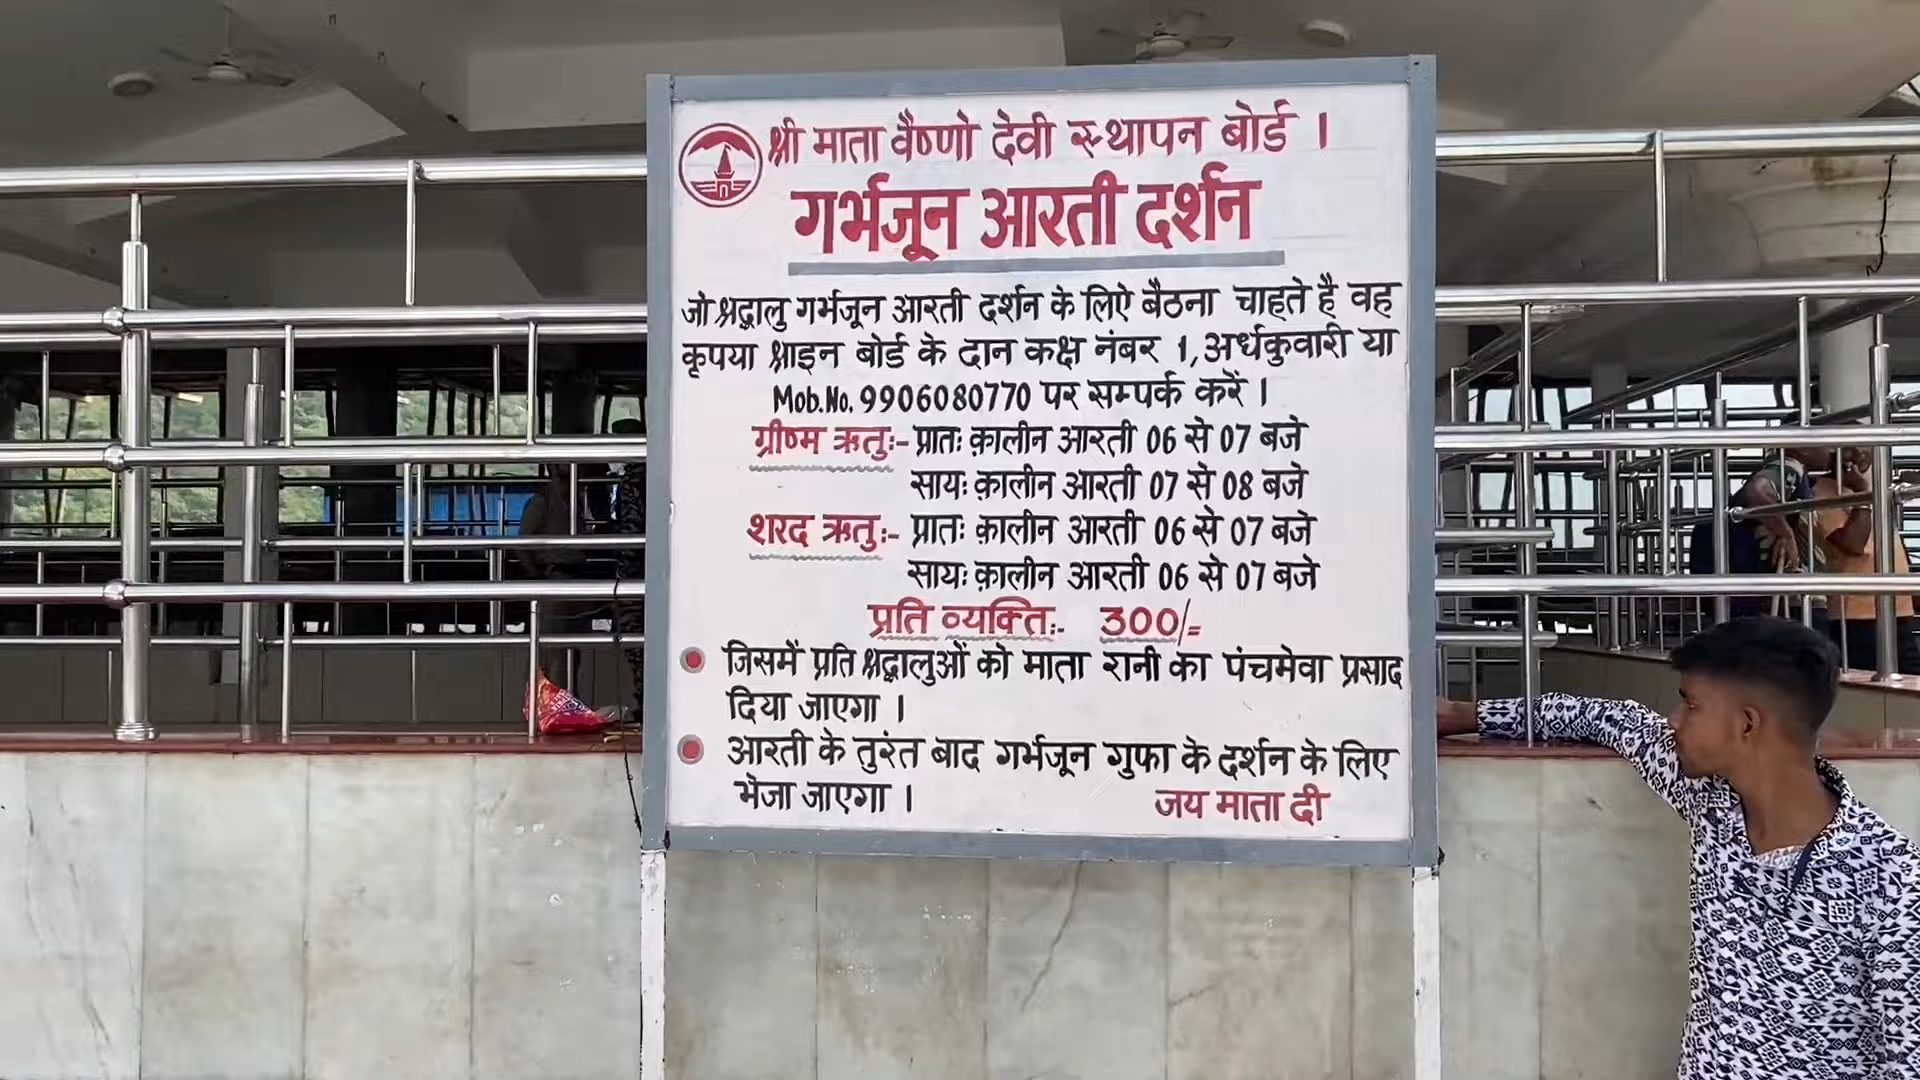 श्री माता वैष्णो देवी स्थापन बोर्ड ।
गर्भजून आरती दर्शन
जो श्रद्धालु गर्भजून आरती दर्शन के लिऐ बैठना चाहते है वह
कृपया श्राइन बोर्ड के दान कक्ष नंबर 1, अर्धकुवारी या
Mob.No. 9906080770 पर सम्पर्क करें ।
ग्रीष्म ऋतुः- प्रातः क़ालीन आरती 06 से 07 बजे
सायः क़ालीन आरती 07 से 08 बजे
शरद ऋतुः- प्रातः क़ालीन आरती 06 से 07 बजे
सायः क़ालीन आरती 06 से 07 बजे
प्रति व्यक्तिः- 300/=
जिसमें प्रति श्रद्धालुओं को माता रानी का पंचमेवा प्रसाद
दिया जाएगा ।
आरती के तुरंत बाद गर्भजून गुफा के दर्शन के लिए
भेजा जाएगा ।
जय माता दी